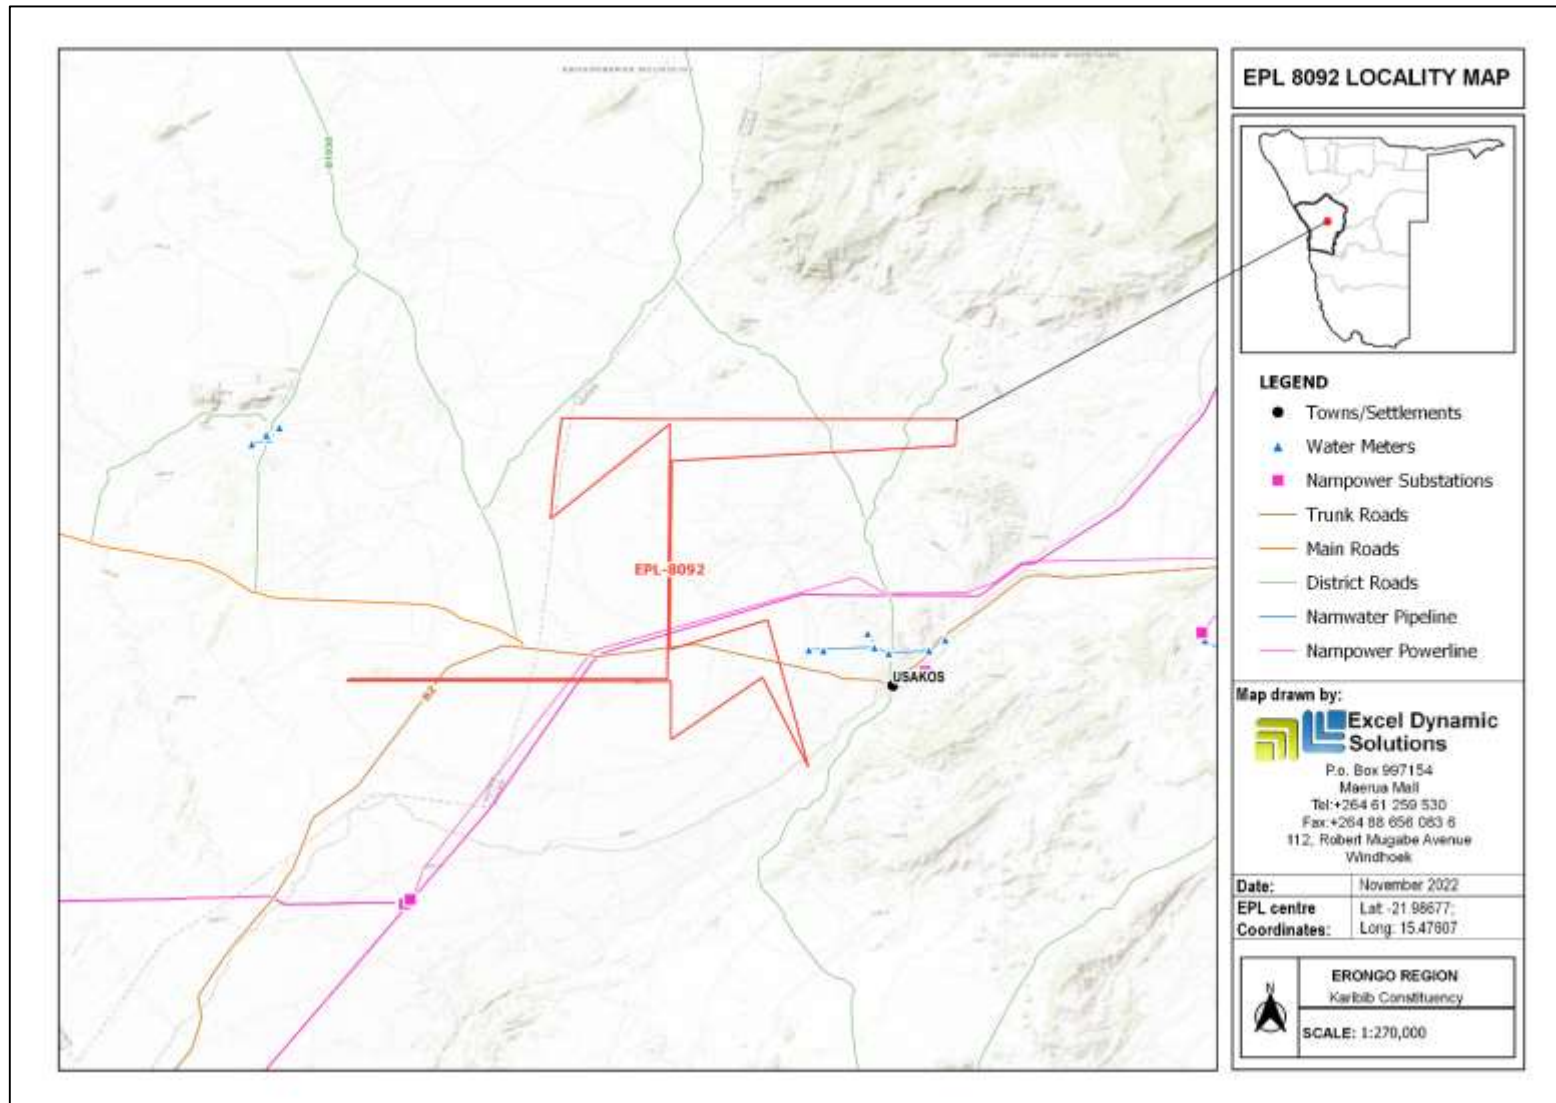 EPL 8092 LOCALITY MAP
D1930
EPL-8092
USAKOS
B2
LEGEND
Towns/Settlements
Water Meters
Nampower Substations
Trunk Roads
Main Roads
District Roads
Namwater Pipeline
Nampower Powerline
Map drawn by:
Excel Dynamic
Solutions
P.o. Box 997154
Maerua Mall
Tel:+264 61 259 530
Fax:+264 88 656 083 6
112, Robert Mugabe Avenue
Windhoek
Date: November 2022
EPL centre Lat: -21.98677;
Coordinates: Long: 15.47607
N
ERONGO REGION
Karibib Constituency
SCALE: 1:270,000